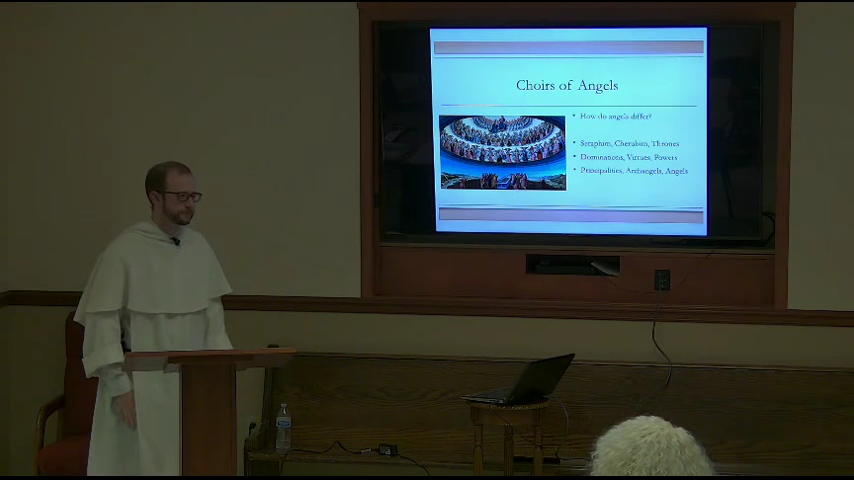 Choirs of Angels
• How do angels differ?
• Seraphim, Cherubim, Thrones
• Dominations, Virtues, Powers
• Principalities, Archangels, Angels